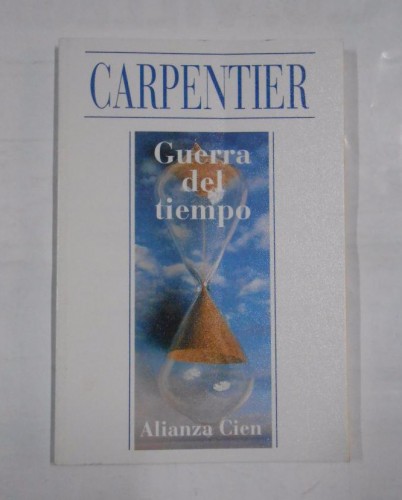 CARPENTIER
Guerra
del
tiempo
Alianza Cien